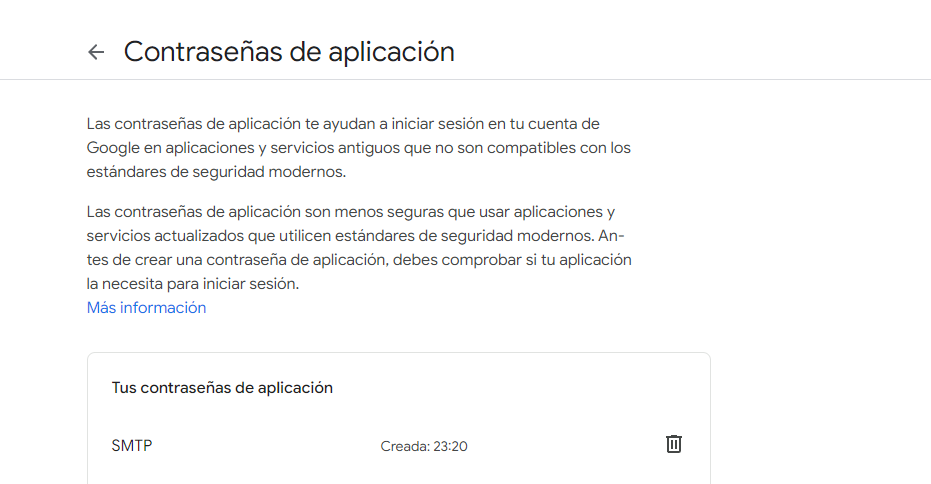 Contraseñas de aplicación
Las contraseñas de aplicación te ayudan a iniciar sesión en tu cuenta de
Google en aplicaciones y servicios antiguos que no son compatibles con los
estándares de seguridad modernos.
Las contraseñas de aplicación son menos seguras que usar aplicaciones y
servicios actualizados que utilicen estándares de seguridad modernos. An-
tes de crear una contraseña de aplicación, debes comprobar si tu aplicación
la necesita para iniciar sesión.
Más información
Tus contraseñas de aplicación
SMTP Creada: 23:20